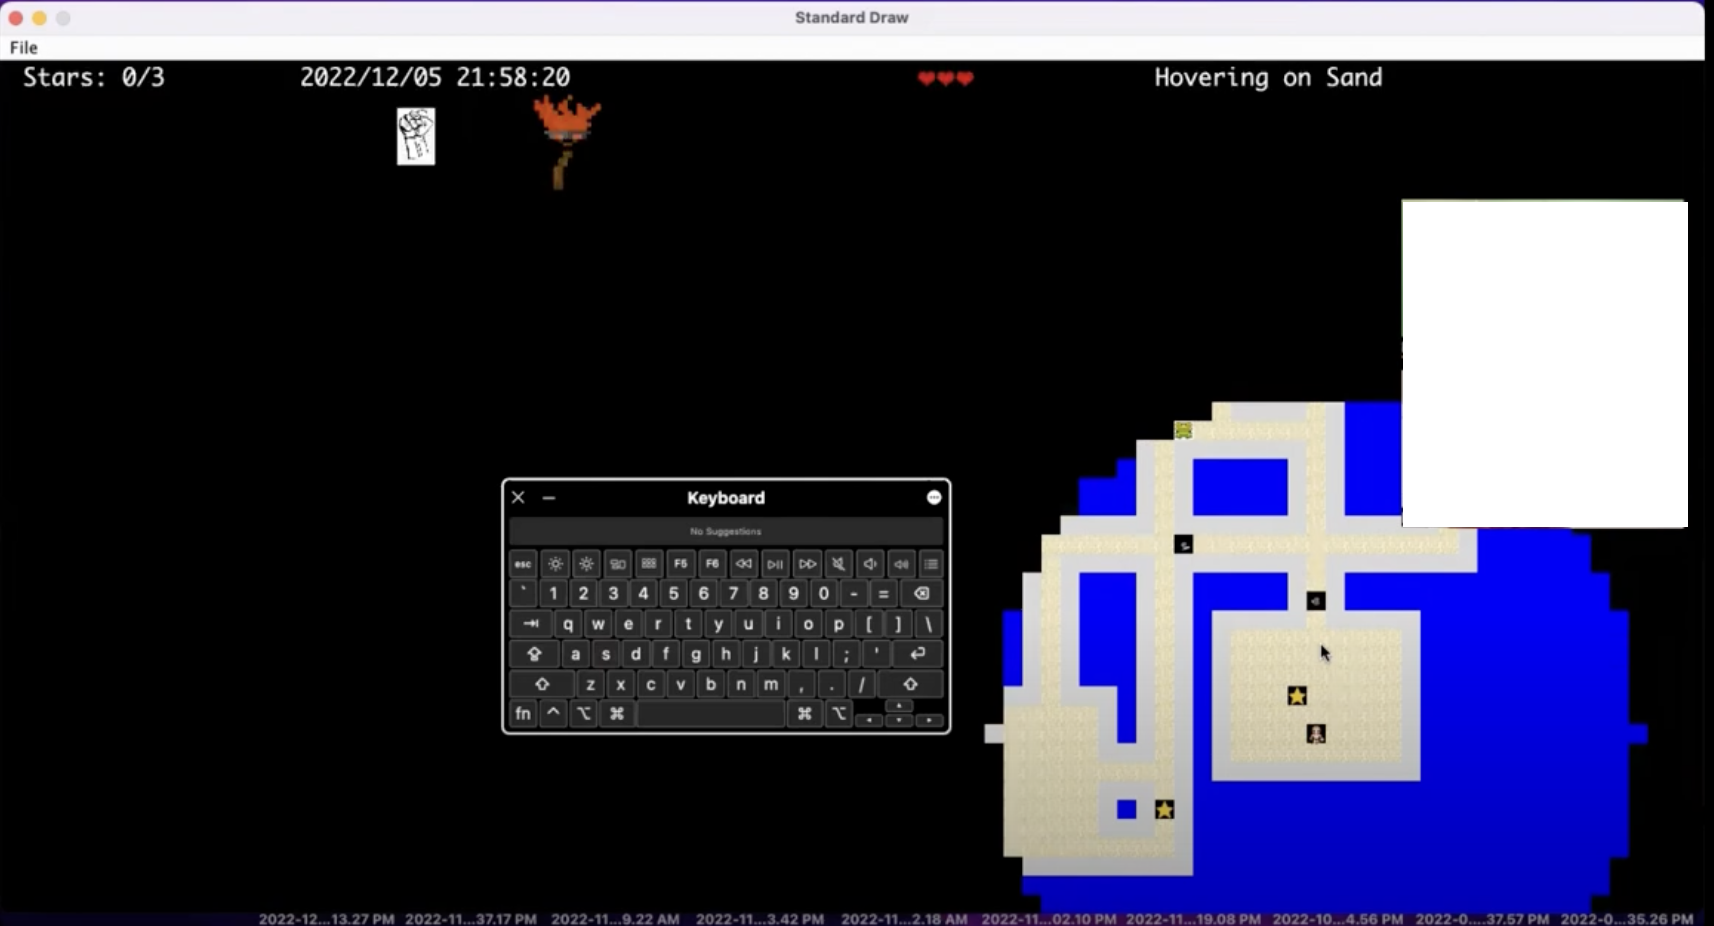 Standard Draw
File
Stars: 0/3 2022/12/05 21:58:20 Hovering on Sand
Keyboard
No Suggestions
esc F5 F6
` 1 2 3 4 5 6 7 8 9 0 - =
q w e r t y u i o p [ ] \
a s d f g h j k l ; '
z x c v b n m , . /
fn
2022-12...13.27 PM 2022-11...37.17 PM 2022-11...9.22 AM 2022-11...3.42 PM 2022-11...2.18 AM 2022-11...02.10 PM 2022-11...19.08 PM 2022-10...4.56 PM 2022-0....37.57 PM 2022-0...35.26 PM